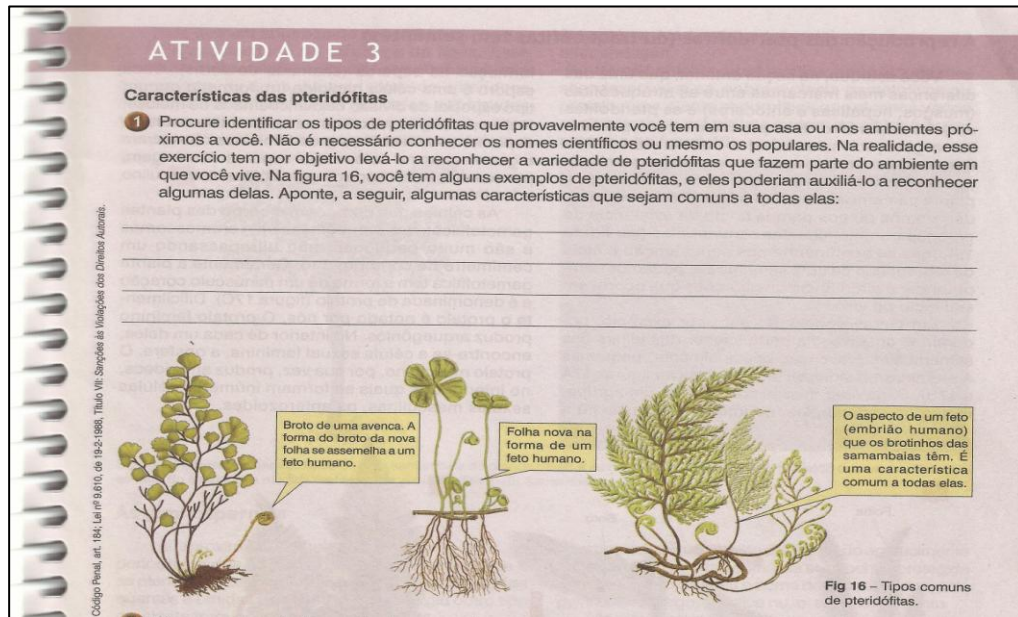 ATIVIDADE 3
Características das pteridófitas
1 Procure identificar os tipos de pteridófitas que provavelmente você tem em sua casa ou nos ambientes pró-
ximos a você. Não é necessário conhecer os nomes científicos ou mesmo os populares. Na realidade, esse
exercício tem por objetivo levá-lo a reconhecer a variedade de pteridófitas que fazem parte do ambiente em
que você vive. Na figura 16, você tem alguns exemplos de pteridófitas, e eles poderiam auxiliá-lo a reconhecer
algumas delas. Aponte, a seguir, algumas características que sejam comuns a todas elas:
Código Penal, art. 184; Lei nº 9.610, de 19-2-1988, Título VII: Sanções às Violações dos Direitos Autorais.
Broto de uma avenca. A
forma do broto da nova
folha se assemelha a um
feto humano.
Folha nova na
forma de um
feto humano.
O aspecto de um feto
(embrião humano)
que os brotinhos das
samambaias têm. É
uma característica
comum a todas elas.
Fig 16 – Tipos comuns
de pteridófitas.